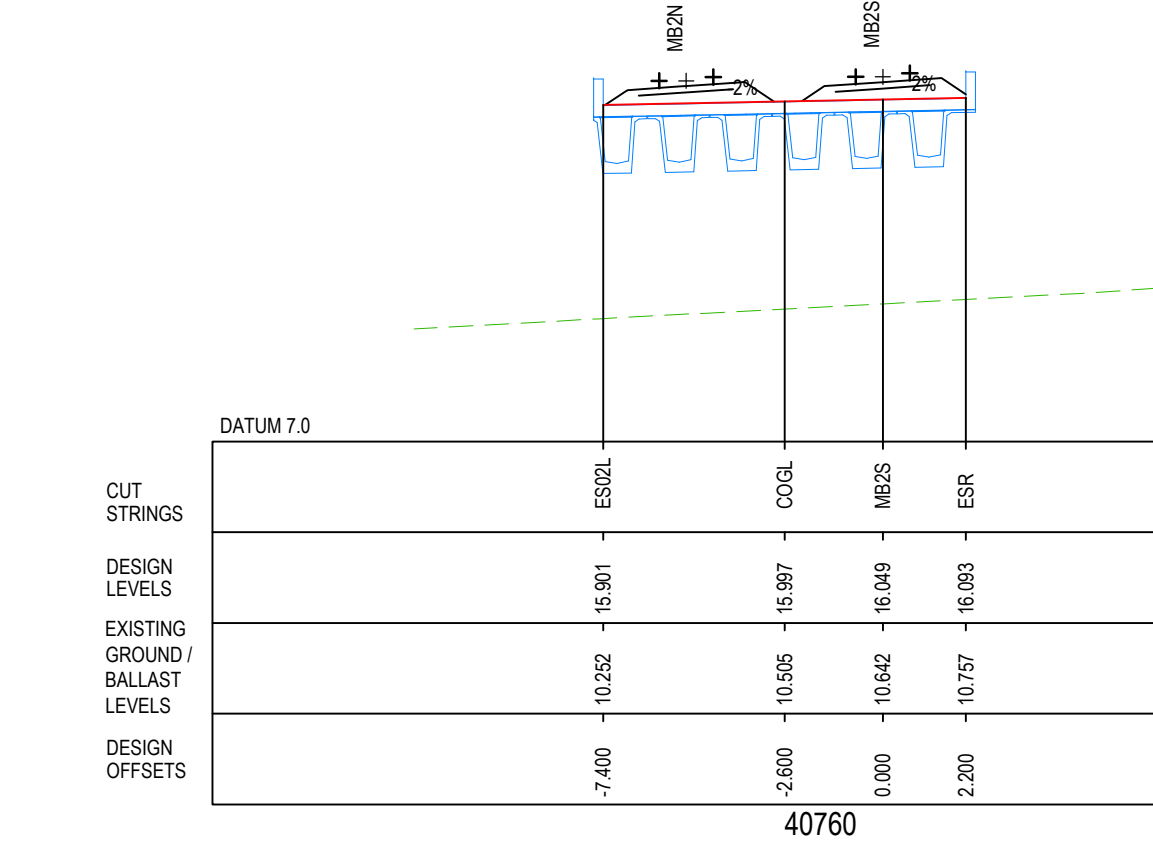 MB2N
MB2S
2%
2%
DATUM 7.0
CUT
STRINGS
ES02L
COGL
MB2S
ESR
DESIGN
LEVELS
15.901
15.997
16.049
16.093
EXISTING
GROUND /
BALLAST
LEVELS
10.252
10.505
10.642
10.757
DESIGN
OFFSETS
-7.400
-2.600
0.000
2.200
40760